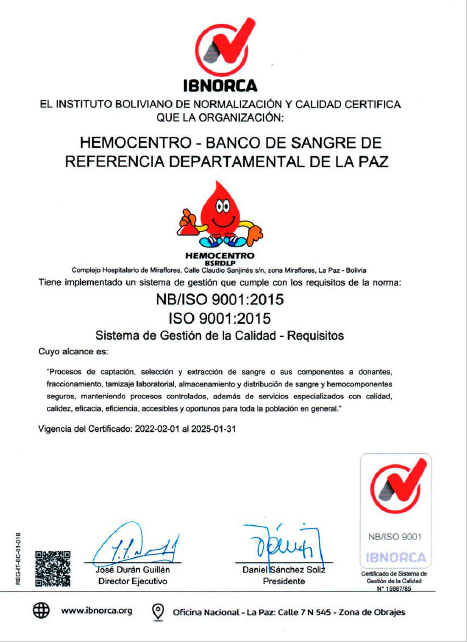 IBNORCA
EL INSTITUTO BOLIVIANO DE NORMALIZACIÓN Y CALIDAD CERTIFICA
QUE LA ORGANIZACIÓN:
HEMOCENTRO - BANCO DE SANGRE DE
REFERENCIA DEPARTAMENTAL DE LA PAZ
HEMOCENTRO
BSRDLP
Complejo Hospitalario de Miraflores, Calle Claudio Sanjinés s/n, zona Miraflores, La Paz - Bolivia
Tiene implementado un sistema de gestión que cumple con los requisitos de la norma:
NB/ISO 9001:2015
ISO 9001:2015
Sistema de Gestión de la Calidad - Requisitos
Cuyo alcance es:
"Procesos de captación, selección y extracción de sangre o sus componentes a donantes,
fraccionamiento, tamizaje laboratorial, almacenamiento y distribución de sangre y hemocomponentes
seguros, manteniendo procesos controlados, además de servicios especializados con calidad,
calidez, eficacia, eficiencia, accesibles y oportunos para toda la población en general."
Vigencia del Certificado: 2022-02-01 al 2025-01-31
NB/ISO 9001
IBNORCA
Certificado de Sistema de
Gestión de la Calidad
N° 15987/85
REG-IT-EC-01-01B
José Durán Guillén
Director Ejecutivo
Daniel Sánchez Soliz
Presidente
www.ibnorca.org
Oficina Nacional - La Paz: Calle 7 N 545 - Zona de Obrajes